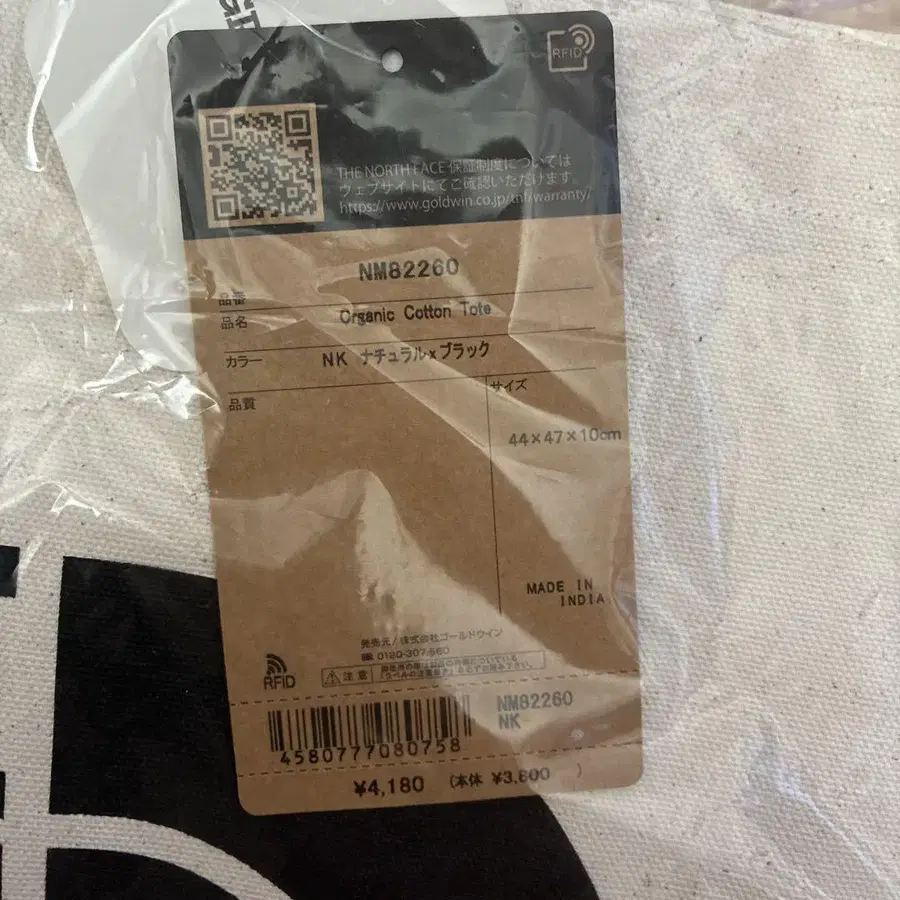 RFID
THE NORTH FACE 保証制度については
ウェブサイトにてご確認いただけます。
https://www.goldwin.co.jp/tnf/warranty/
品番 NM82260
品名 Organic Cotton Tote
カラー NK ナチュラル×ブラック
品質
サイズ
44×47×10cm
MADE IN
INDIA
発売元/株式会社ゴールドウイン
0120-307-560
RFID
注意
NM82260
NK
4580777080758
¥4,180 (本体 ¥3,800 )